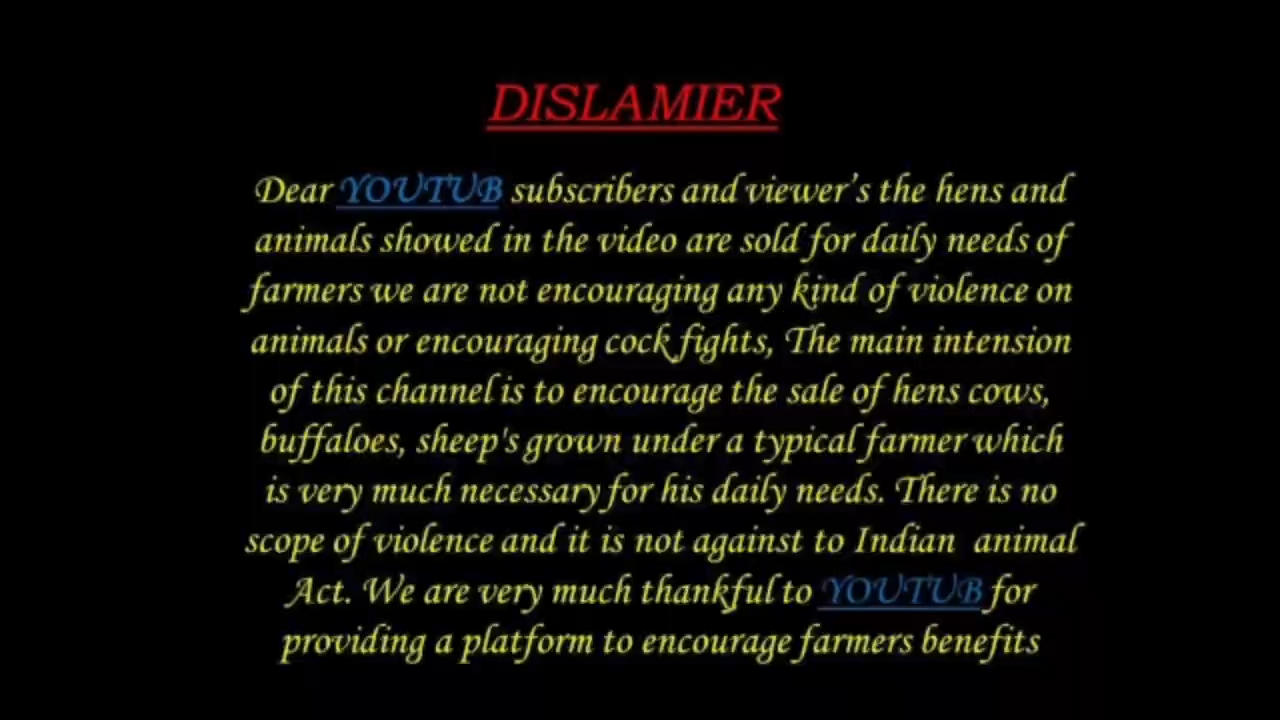 DISLAMIER
Dear YOUTUB subscribers and viewer's the hens and
animals showed in the video are sold for daily needs of
farmers we are not encouraging any kind of violence on
animals or encouraging cock fights, The main intension
of this channel is to encourage the sale of hens cows,
buffaloes, sheep's grown under a typical farmer which
is very much necessary for his daily needs. There is no
scope of violence and it is not against to Indian animal
Act. We are very much thankful to YOUTUB for
providing a platform to encourage farmers benefits